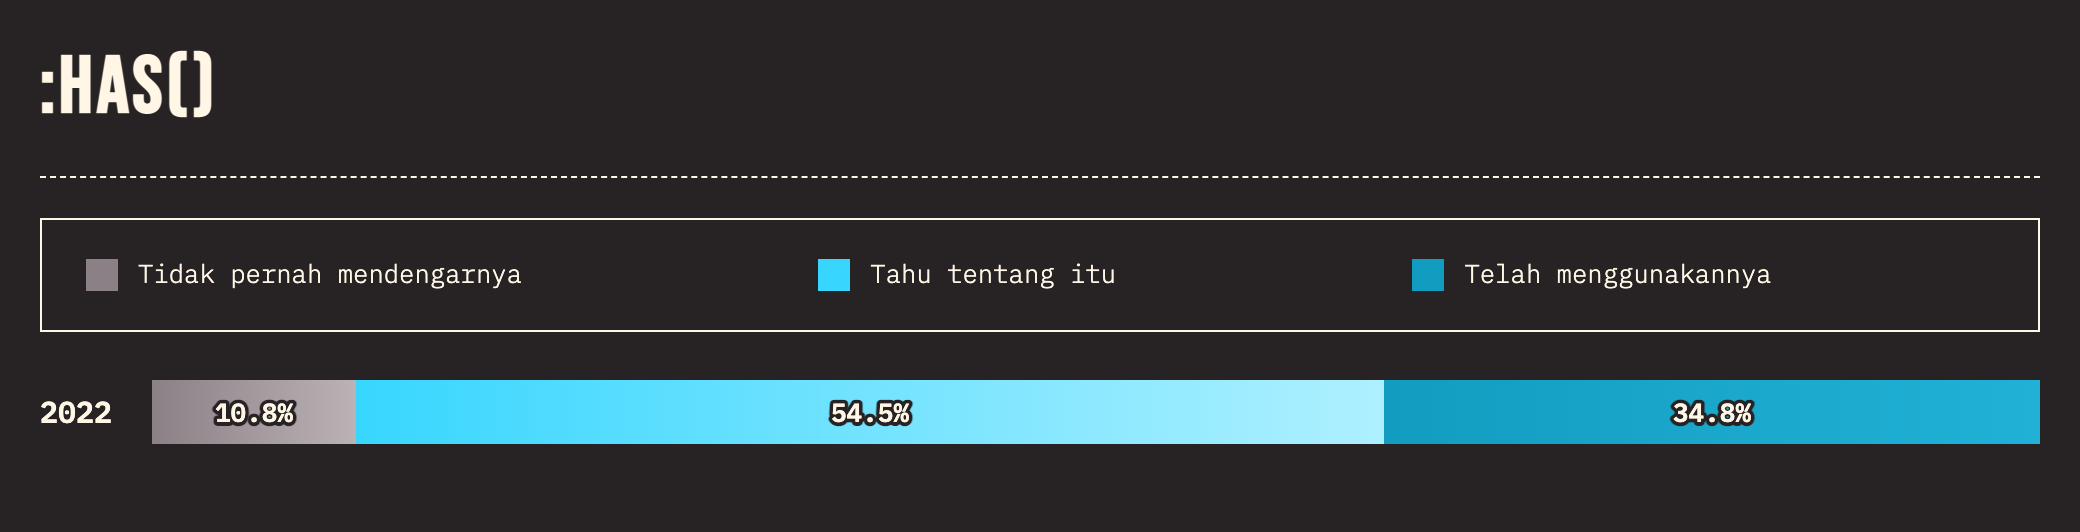 :HAS()
Tidak pernah mendengarnya Tahu tentang itu Telah menggunakannya
2022 10.8% 54.5% 34.8%